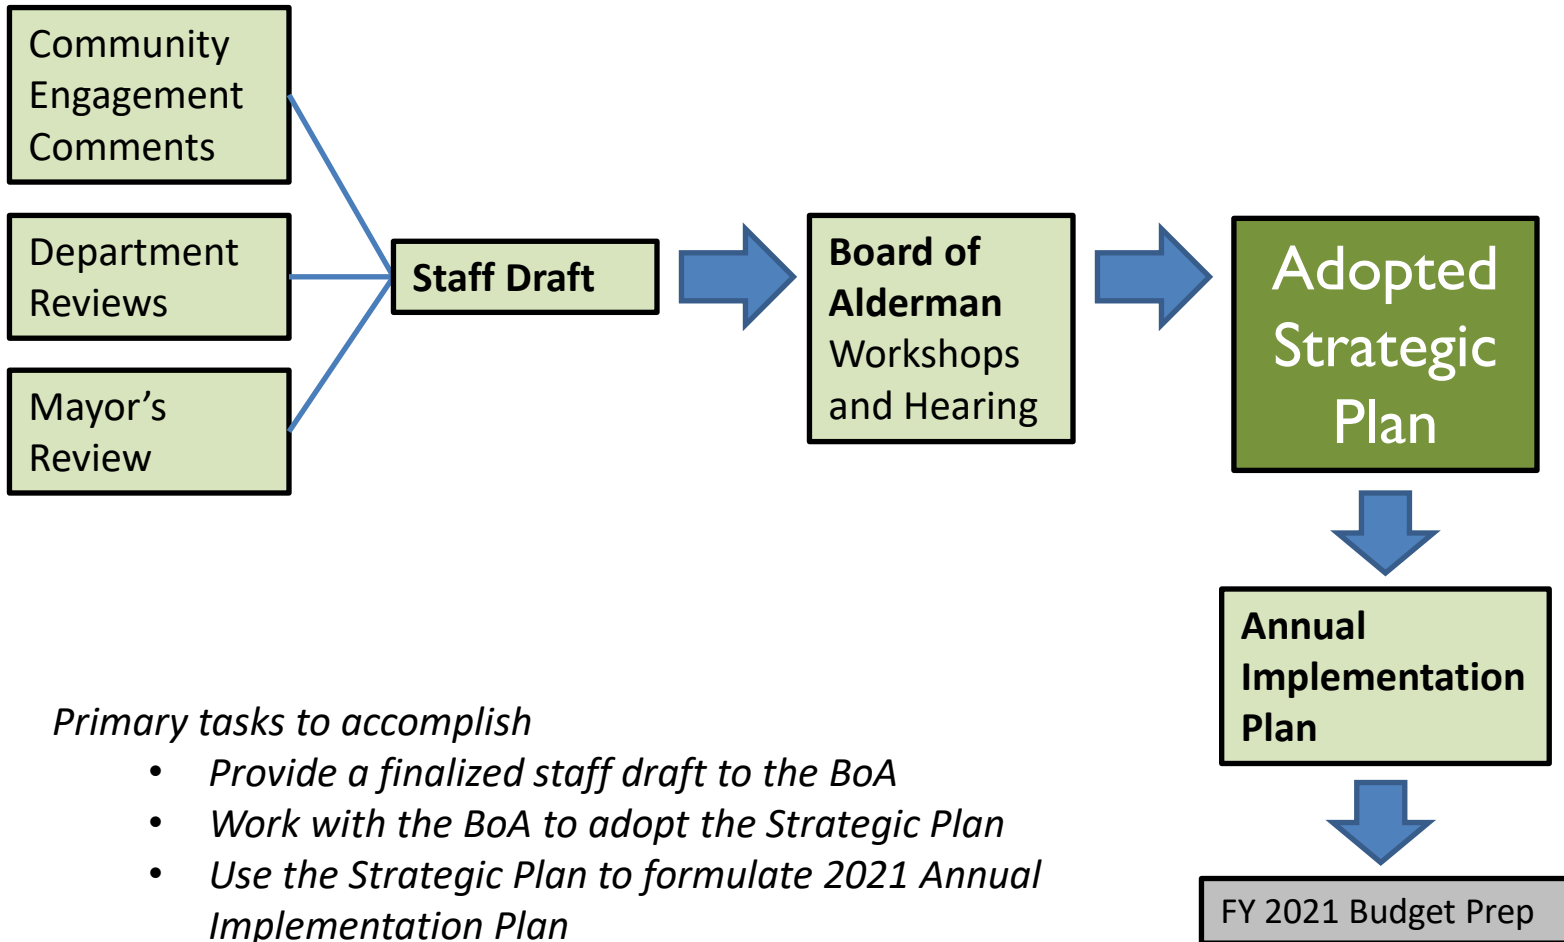 Community
Engagement
Comments
Department
Reviews
Mayor’s
Review
Staff Draft
Board of
Alderman
Workshops
and Hearing
Adopted
Strategic
Plan
Annual
Implementation
Plan
FY 2021 Budget Prep
Primary tasks to accomplish
• Provide a finalized staff draft to the BoA
• Work with the BoA to adopt the Strategic Plan
• Use the Strategic Plan to formulate 2021 Annual
Implementation Plan